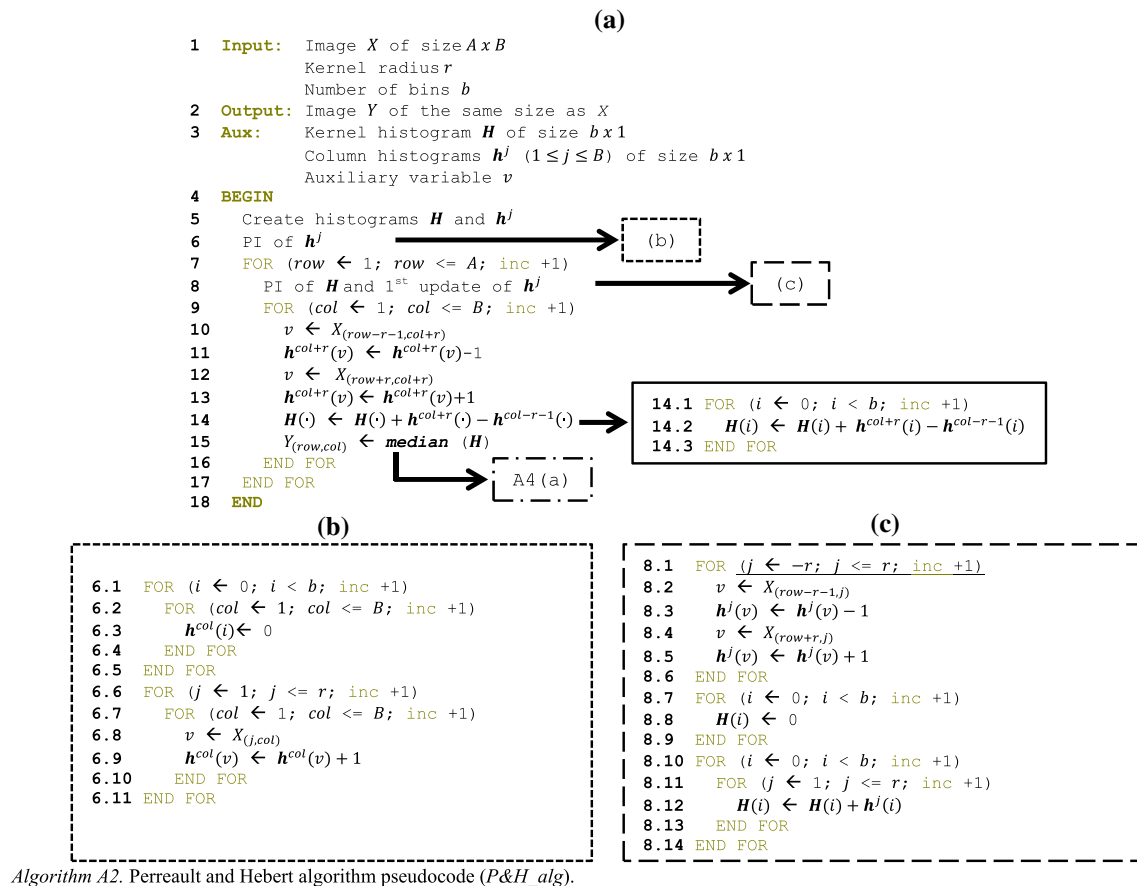 (a)
1 Input: Image X of size A x B
Kernel radius r
Number of bins b
2 Output: Image Y of the same size as X
3 Aux: Kernel histogram H of size b x 1
Column histograms h^j (1 ≤ j ≤ B) of size b x 1
Auxiliary variable v
4 BEGIN
5 Create histograms H and h^j
6 PI of h^j
(b)
7 FOR (row ← 1; row <= A; inc +1)
8 PI of H and 1st update of h^j
(c)
9 FOR (col ← 1; col <= B; inc +1)
10 v ← X_(row−r−1,col+r)
11 h^col+r(v) ← h^col+r(v)-1
12 v ← X_(row+r,col+r)
13 h^col+r(v) ← h^col+r(v)+1
14 H(·) ← H(·) + h^col+r(·) − h^col−r−1(·)
15 Y_(row,col) ← median (H)
16 END FOR
17 END FOR
18 END
14.1 FOR (i ← 0; i < b; inc +1)
14.2 H(i) ← H(i) + h^col+r(i) − h^col−r−1(i)
14.3 END FOR
A4(a)
(b)
6.1 FOR (i ← 0; i < b; inc +1)
6.2 FOR (col ← 1; col <= B; inc +1)
6.3 h^col(i) ← 0
6.4 END FOR
6.5 END FOR
6.6 FOR (j ← 1; j <= r; inc +1)
6.7 FOR (col ← 1; col <= B; inc +1)
6.8 v ← X_(j,col)
6.9 h^col(v) ← h^col(v) + 1
6.10 END FOR
6.11 END FOR
(c)
8.1 FOR (j ← −r; j <= r; inc +1)
8.2 v ← X_(row−r−1,j)
8.3 h^j(v) ← h^j(v) − 1
8.4 v ← X_(row+r,j)
8.5 h^j(v) ← h^j(v) + 1
8.6 END FOR
8.7 FOR (i ← 0; i < b; inc +1)
8.8 H(i) ← 0
8.9 END FOR
8.10 FOR (i ← 0; i < b; inc +1)
8.11 FOR (j ← 1; j <= r; inc +1)
8.12 H(i) ← H(i) + h^j(i)
8.13 END FOR
8.14 END FOR
Algorithm A2. Perreault and Hebert algorithm pseudocode (P&H_alg).